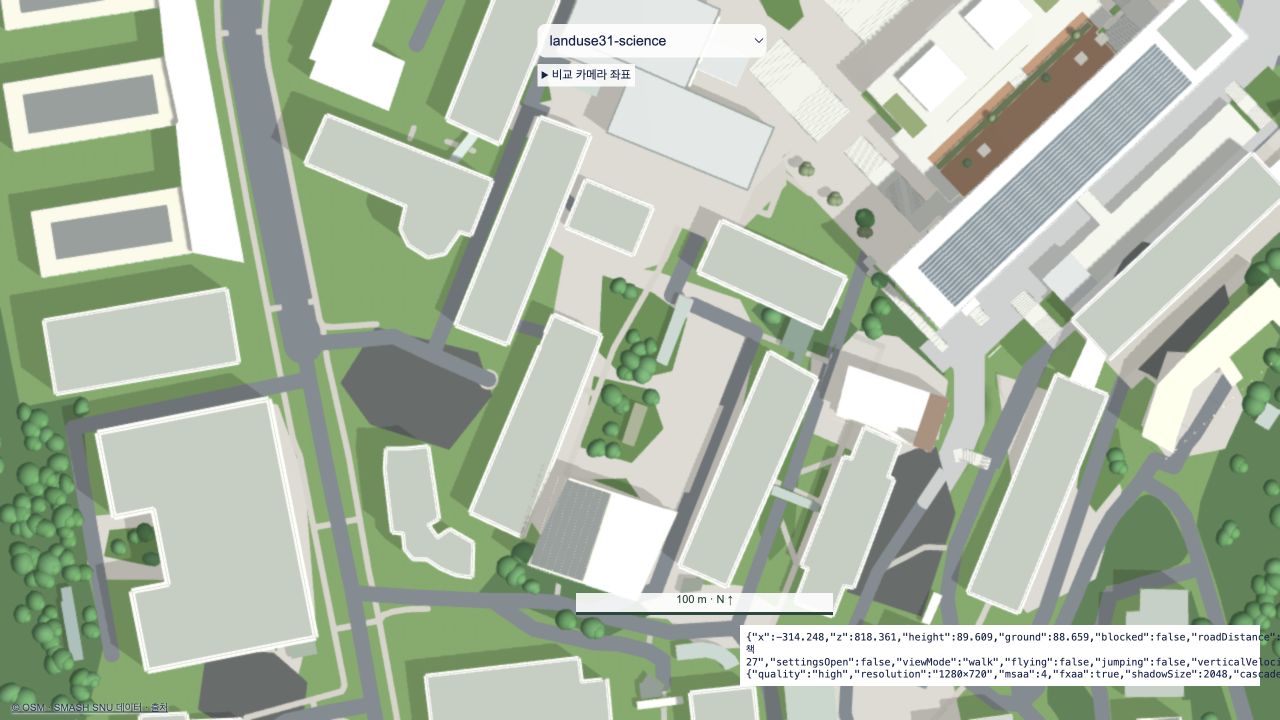 landuse31-science
▶ 비교 카메라 좌표
100 m · N ↑
{"x":−314.248,"z":818.361,"height":89.609,"ground":88.659,"blocked":false,"roadDistance"
책
27","settingsOpen":false,"viewMode":"walk","flying":false,"jumping":false,"verticalVeloci
{"quality":"high","resolution":"1280×720","msaa":4,"fxaa":true,"shadowSize":2048,"cascade
© OSM · SMASH SNU 데이터 · 출처